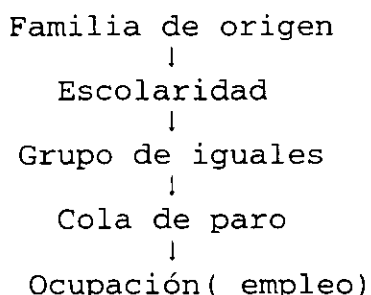 Familia de origen
↓
Escolaridad
↓
Grupo de iguales
↓
Cola de paro
↓
Ocupación( empleo)